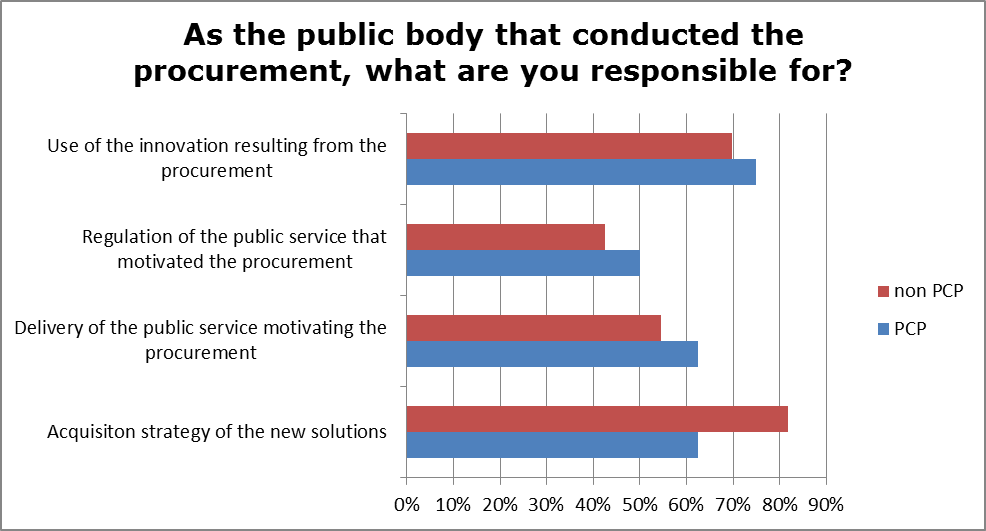 As the public body that conducted the
procurement, what are you responsible for?
Use of the innovation resulting from the
procurement
Regulation of the public service that
motivated the procurement
Delivery of the public service motivating the
procurement
Acquisiton strategy of the new solutions
non PCP
PCP
0% 10% 20% 30% 40% 50% 60% 70% 80% 90%